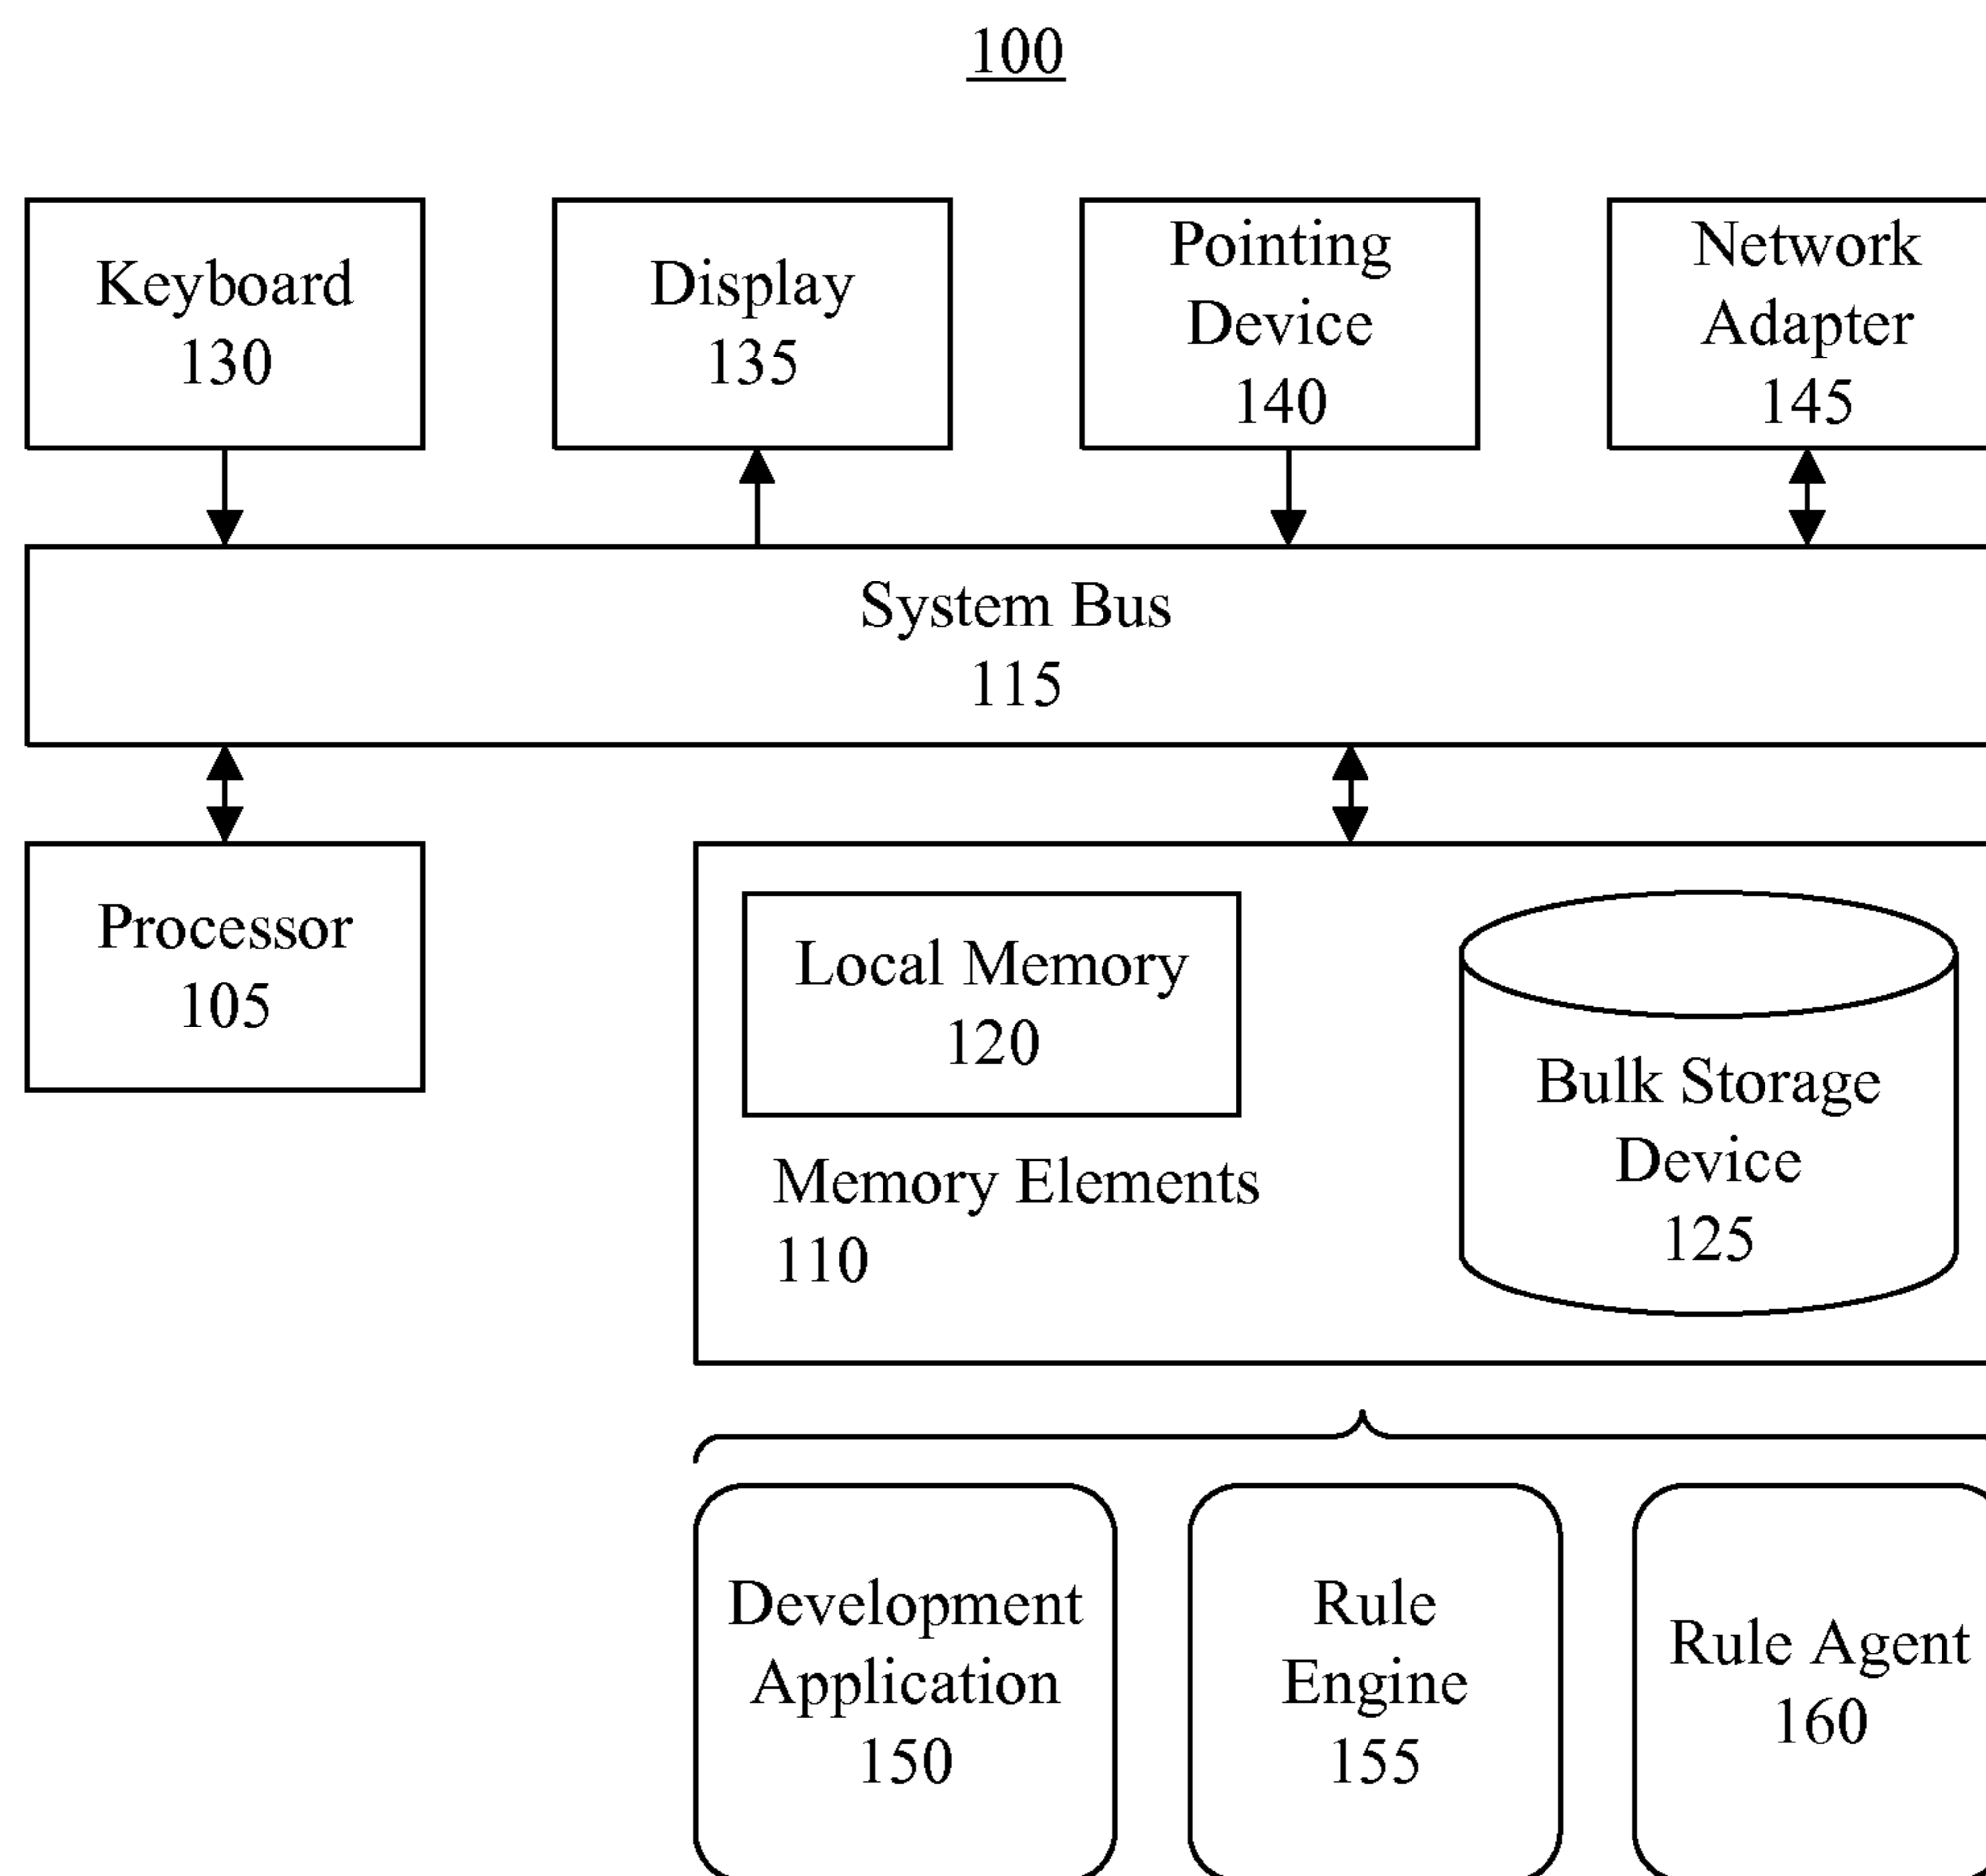 100
Keyboard
130
Display
135
Pointing
Device
140
Network
Adapter
145
System Bus
115
Processor
105
Local Memory
120
Memory Elements
110
Bulk Storage
Device
125
Development
Application
150
Rule
Engine
155
Rule Agent
160